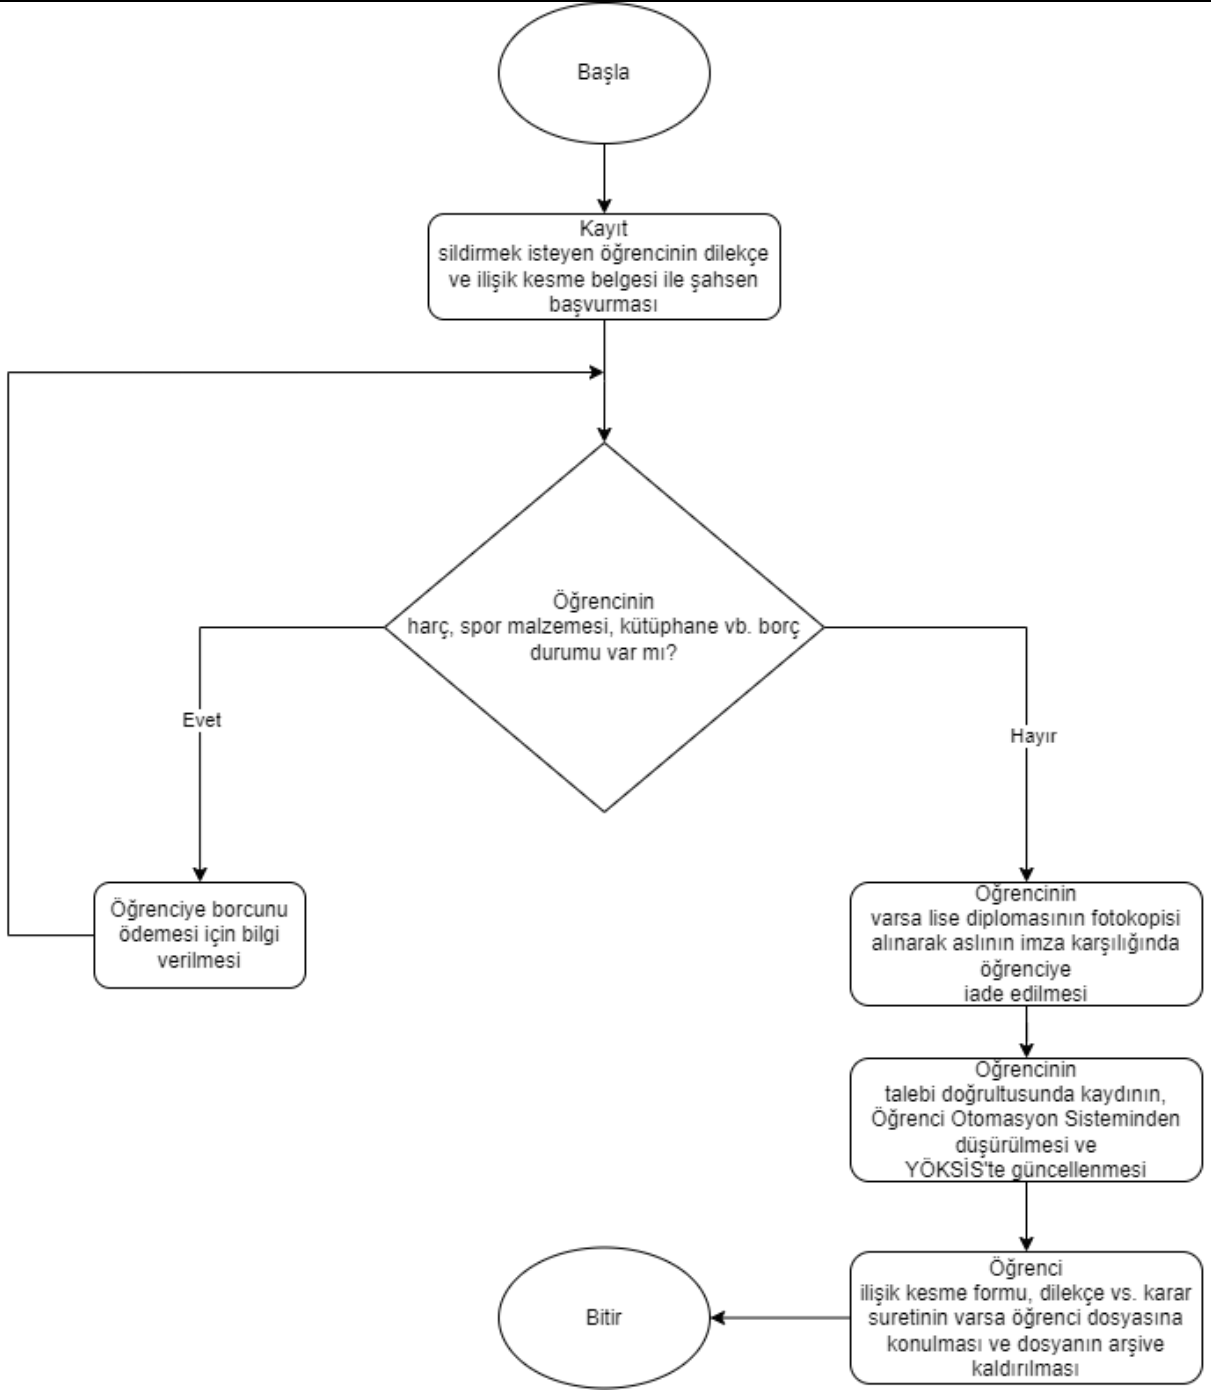 Başla
Kayıt
sildirmek isteyen öğrencinin dilekçe
ve ilişik kesme belgesi ile şahsen
başvurması
Öğrencinin
harç, spor malzemesi, kütüphane vb. borç
durumu var mı?
Evet
Hayır
Öğrenciye borcunu
ödemesi için bilgi
verilmesi
Öğrencinin
varsa lise diplomasının fotokopisi
alınarak aslının imza karşılığında
öğrenciye
iade edilmesi
Öğrencinin
talebi doğrultusunda kaydının,
Öğrenci Otomasyon Sisteminden
düşürülmesi ve
YÖKSİS'te güncellenmesi
Öğrenci
ilişik kesme formu, dilekçe vs. karar
suretinin varsa öğrenci dosyasına
konulması ve dosyanın arşive
kaldırılması
Bitir